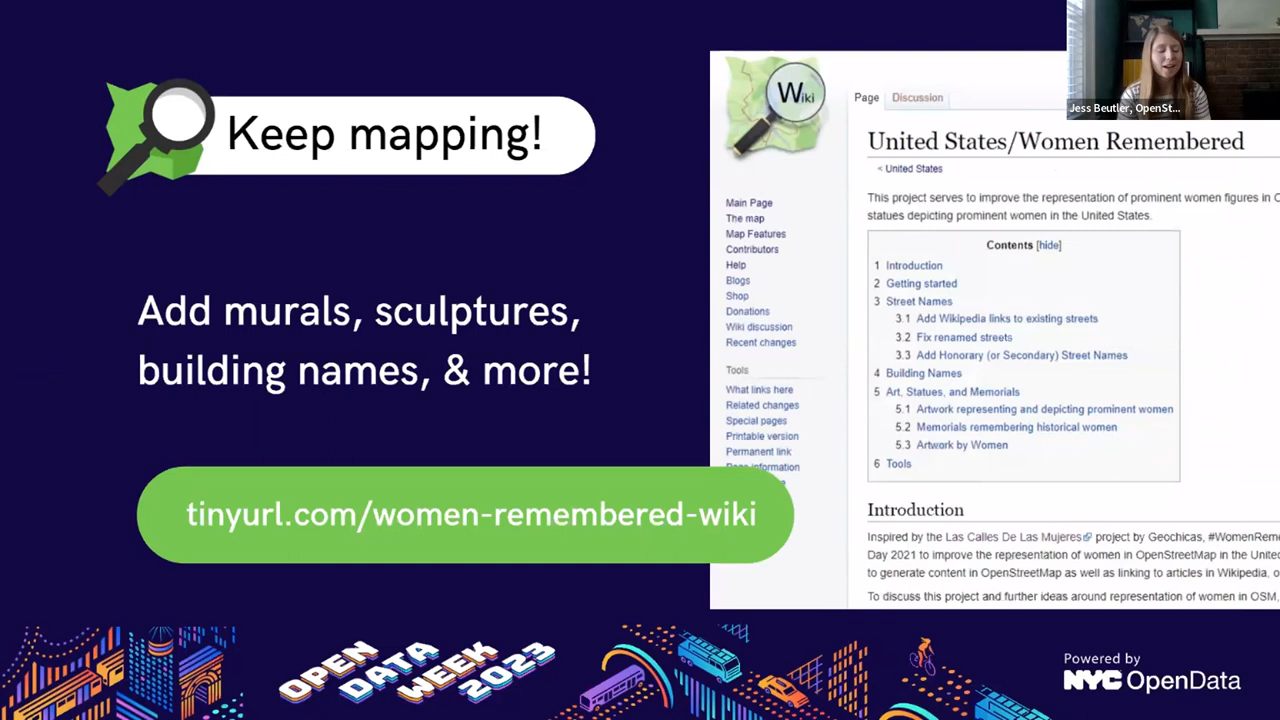 Keep mapping!
Add murals, sculptures,
building names, & more!
tinyurl.com/women-remembered-wiki
Wiki
Page Discussion
United States/Women Remembered
< United States
This project serves to improve the representation of prominent women figures in
statues depicting prominent women in the United States.
Main Page
The map
Map Features
Contributors
Help
Blogs
Shop
Donations
Wiki discussion
Recent changes
Tools
What links here
Related changes
Special pages
Printable version
Permanent link
Page information
Contents [hide]
1 Introduction
2 Getting started
3 Street Names
3.1 Add Wikipedia links to existing streets
3.2 Fix renamed streets
3.3 Add Honorary (or Secondary) Street Names
4 Building Names
5 Art, Statues, and Memorials
5.1 Artwork representing and depicting prominent women
5.2 Memorials remembering historical women
5.3 Artwork by Women
6 Tools
Introduction
Inspired by the Las Calles De Las Mujeres project by Geochicas, #WomenReme
Day 2021 to improve the representation of women in OpenStreetMap in the United
to generate content in OpenStreetMap as well as linking to articles in Wikipedia,
To discuss this project and further ideas around representation of women in OSM,
Jess Beutler, OpenSt...
OPEN
DATA
WEEK
2023
Powered by
NYC OpenData